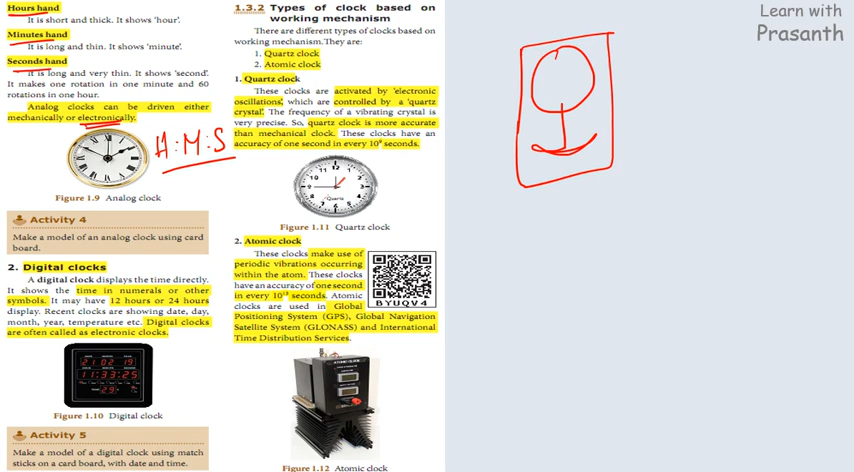 Hours hand
It is short and thick. It shows 'hour'.
Minutes hand
It is long and thin. It shows 'minute'.
Seconds hand
It is long and very thin. It shows 'second'.
It makes one rotation in one minute and 60
rotations in one hour.
Analog clocks can be driven either
mechanically or electronically.
H:M:S
Figure 1.9 Analog clock
Activity 4
Make a model of an analog clock using card
board.
2. Digital clocks
A digital clock displays the time directly.
It shows the time in numerals or other
symbols. It may have 12 hours or 24 hours
display. Recent clocks are showing date, day,
month, year, temperature etc. Digital clocks
are often called as electronic clocks.
21 02 19
11:33:25
29
Figure 1.10 Digital clock
Activity 5
Make a model of a digital clock using match
sticks on a card board, with date and time.
1.3.2 Types of clock based on
working mechanism
There are different types of clocks based on
working mechanism. They are:
1. Quartz clock
2. Atomic clock
1. Quartz clock
These clocks are activated by 'electronic
oscillations', which are controlled by a 'quartz
crystal'. The frequency of a vibrating crystal is
very precise. So, quartz clock is more accurate
than mechanical clock. These clocks have an
accuracy of one second in every 10⁹ seconds.
Quartz
Figure 1.11 Quartz clock
2. Atomic clock
These clocks make use of
periodic vibrations occurring
within the atom. These clocks
have an accuracy of one second
in every 10¹³ seconds. Atomic
clocks are used in Global
Positioning System (GPS), Global Navigation
Satellite System (GLONASS) and International
Time Distribution Services.
BYUQV4
ATOMIC CLOCK
Figure 1.12 Atomic clock
Learn with
Prasanth